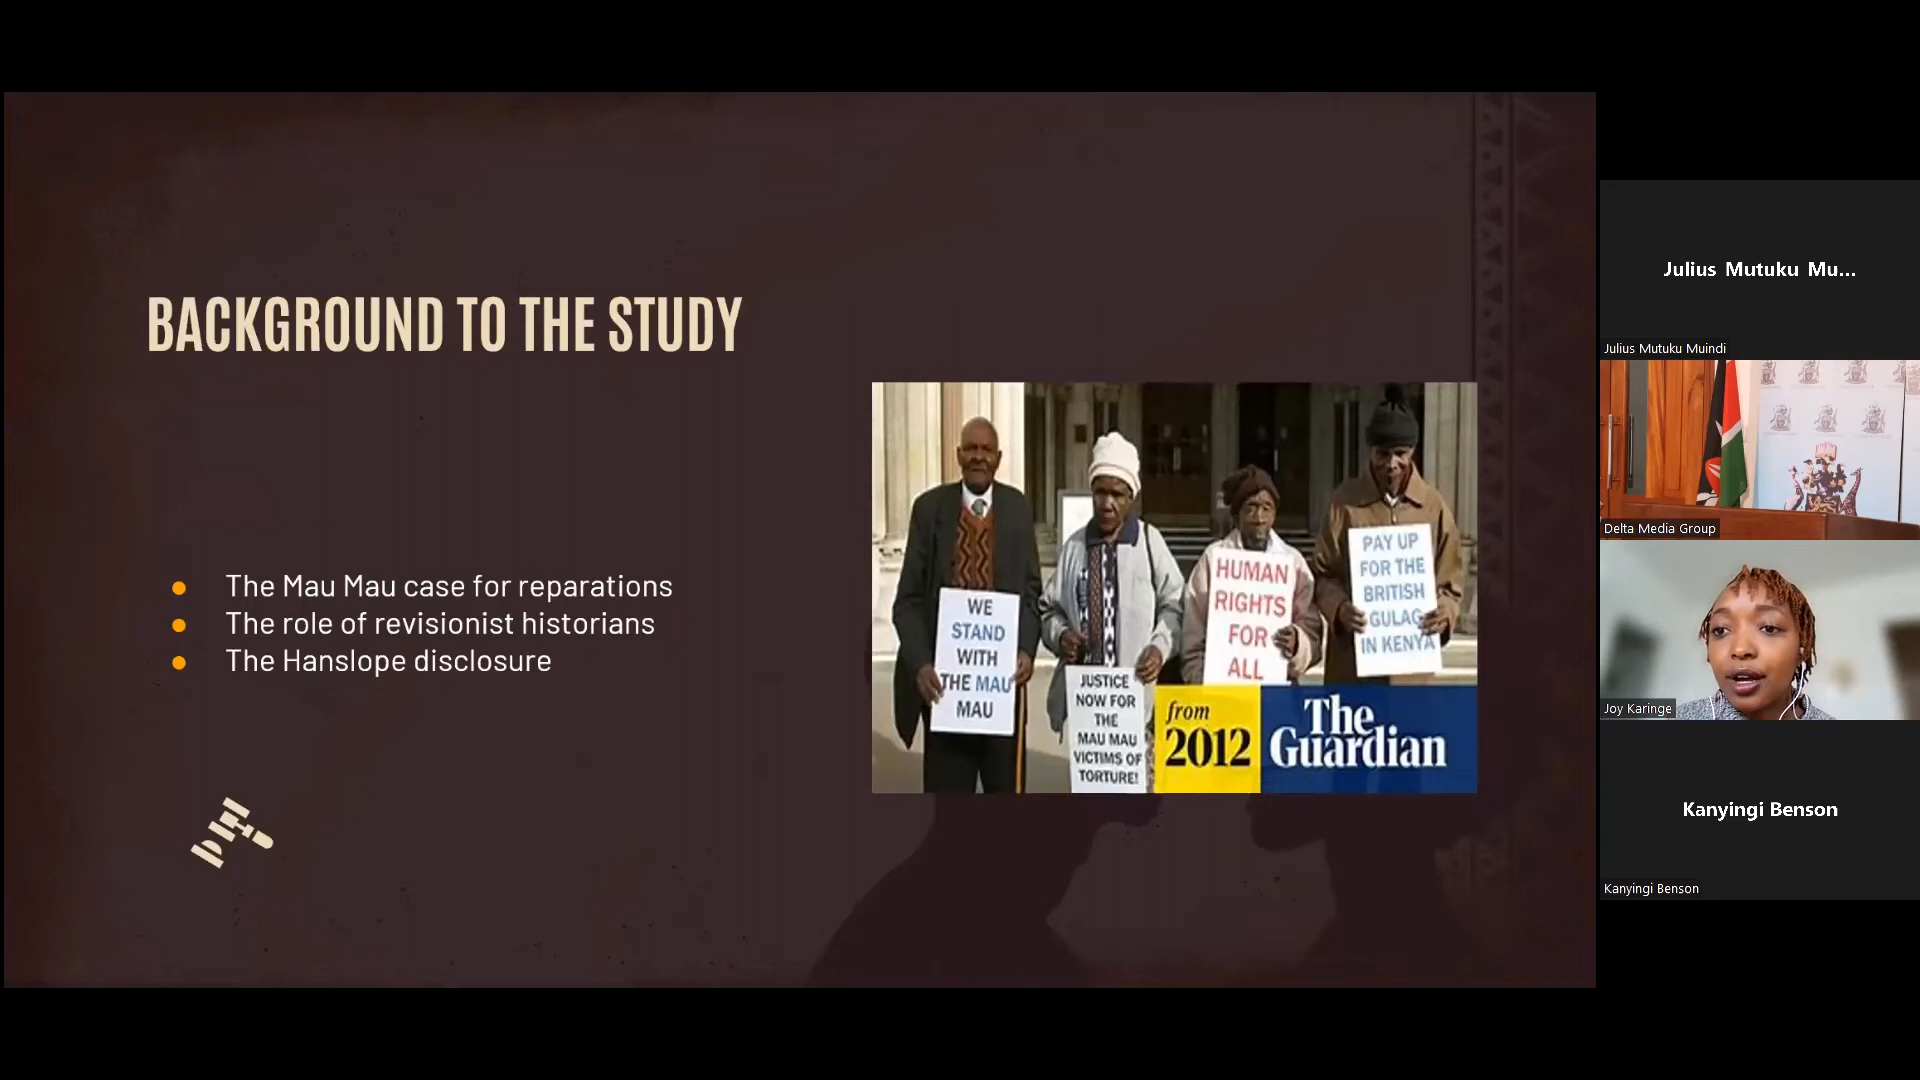 BACKGROUND TO THE STUDY
The Mau Mau case for reparations
The role of revisionist historians
The Hanslope disclosure
WE
STAND
WITH
THE MAU
MAU
JUSTICE
NOW FOR
THE
MAU MAU
VICTIMS OF
TORTURE!
HUMAN
RIGHTS
FOR
ALL
PAY UP
FOR THE
BRITISH
GULAG
IN KENYA
from
2012
The
Guardian
Julius Mutuku Mu...
Julius Mutuku Muindi
Delta Media Group
Joy Karinge
Kanyingi Benson
Kanyingi Benson